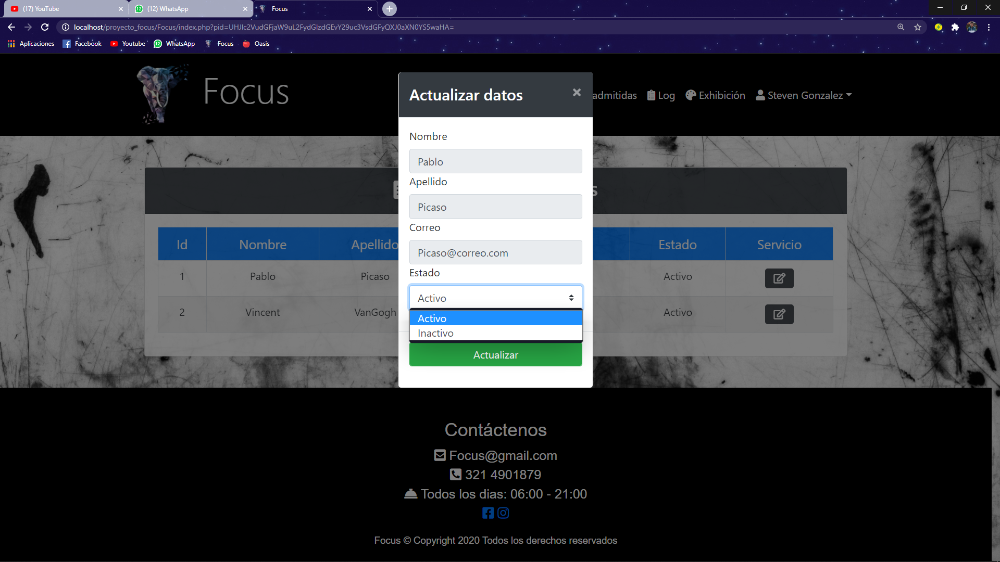 (17) YouTube
(12) WhatsApp
Focus
localhost/proyecto_focus/Focus/index.php?pid=UHJlc2VudGFjaW9uL2FydGlzdGEvY29uc3VsdGFyQXJ0aXN0YS5waHA=
Aplicaciones Facebook Youtube WhatsApp Focus Oasis
Focus
admitidas Log Exhibición Steven Gonzalez
Actualizar datos
Nombre
Pablo
Apellido
Picaso
Correo
Picaso@correo.com
Estado
Activo
Activo
Inactivo
Actualizar
Id Nombre Apellido Estado Servicio
1 Pablo Picaso Activo
2 Vincent VanGogh Activo
Contáctenos
Focus@gmail.com
321 4901879
Todos los dias: 06:00 - 21:00
Focus © Copyright 2020 Todos los derechos reservados